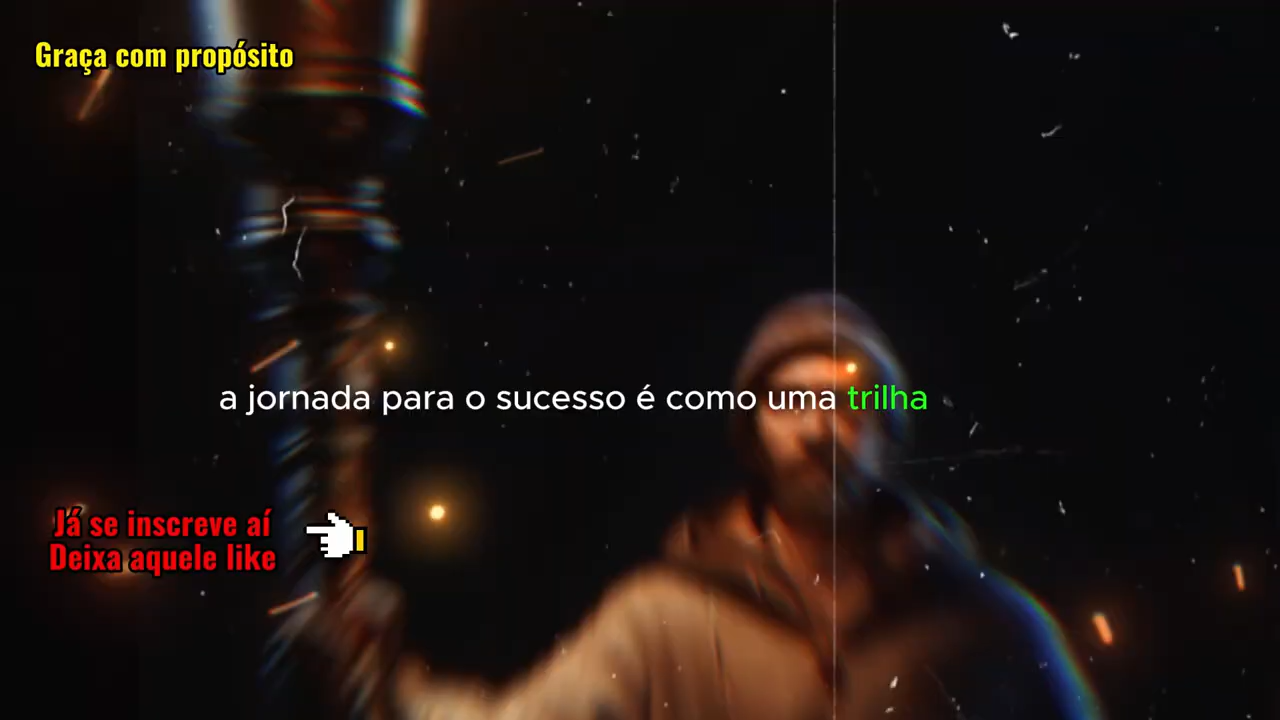 Graça com propósito
a jornada para o sucesso é como uma trilha
Já se inscreve aí
Deixa aquele like